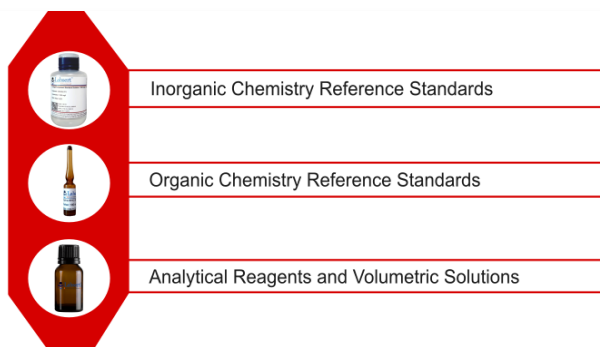 Inorganic Chemistry Reference Standards
Organic Chemistry Reference Standards
Analytical Reagents and Volumetric Solutions